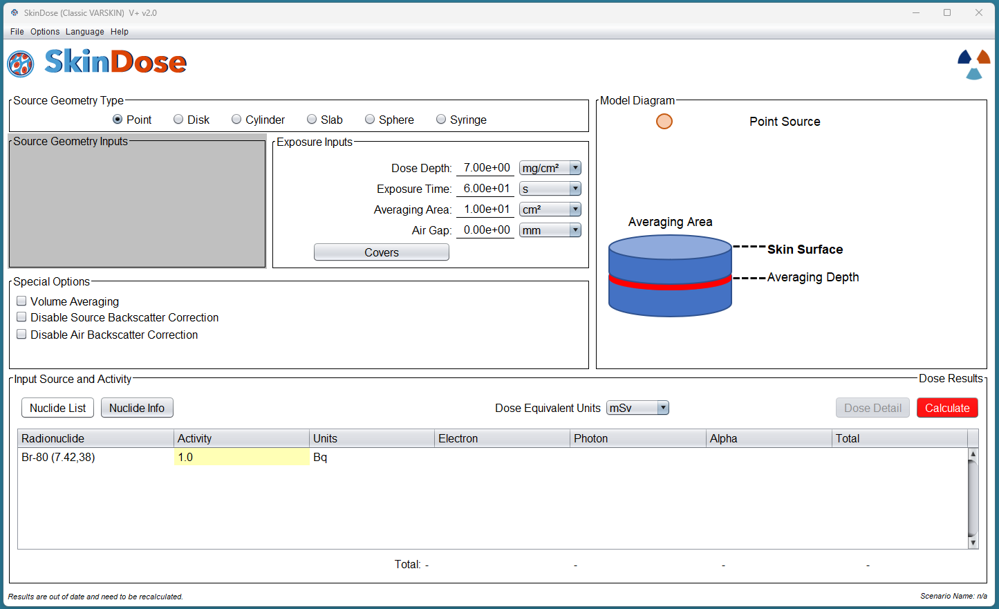 SkinDose (Classic VARSKIN) V+ v2.0
File Options Language Help
SkinDose
Source Geometry Type
Point Disk Cylinder Slab Sphere Syringe
Source Geometry Inputs
Exposure Inputs
Dose Depth: 7.00e+00 mg/cm²
Exposure Time: 6.00e+01 s
Averaging Area: 1.00e+01 cm²
Air Gap: 0.00e+00 mm
Covers
Special Options
Volume Averaging
Disable Source Backscatter Correction
Disable Air Backscatter Correction
Model Diagram
Point Source
Averaging Area
Skin Surface
Averaging Depth
Input Source and Activity
Dose Results
Nuclide List Nuclide Info Dose Equivalent Units mSv Dose Detail Calculate
Radionuclide Activity Units Electron Photon Alpha Total
Br-80 (7.42,38) 1.0 Bq
Total: - - - -
Results are out of date and need to be recalculated.
Scenario Name: n/a